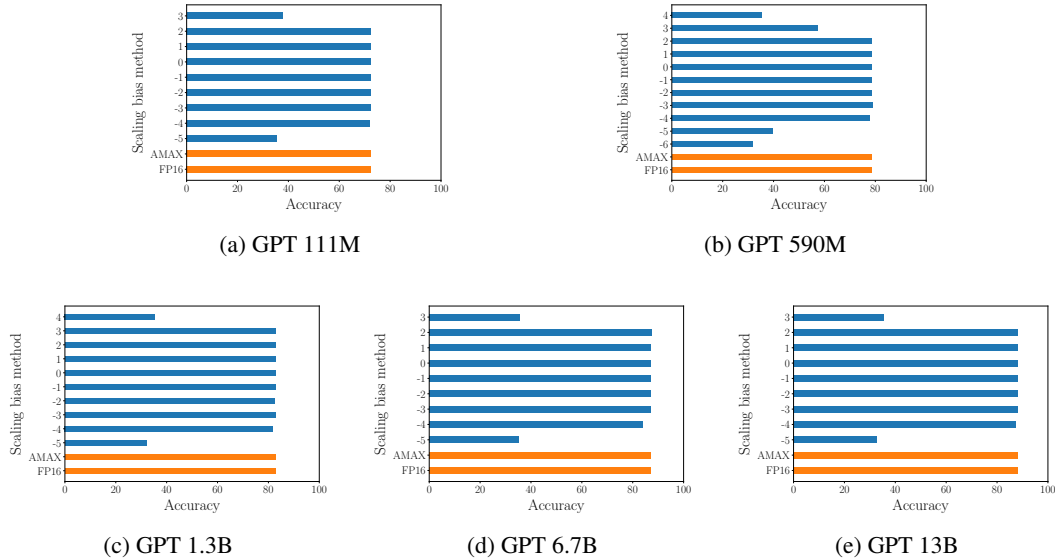 Scaling bias method
3
2
1
0
-1
-2
-3
-4
-5
AMAX
FP16
0 20 40 60 80 100
Accuracy
(a) GPT 111M
Scaling bias method
4
3
2
1
0
-1
-2
-3
-4
-5
-6
AMAX
FP16
0 20 40 60 80 100
Accuracy
(b) GPT 590M
Scaling bias method
4
3
2
1
0
-1
-2
-3
-4
-5
AMAX
FP16
0 20 40 60 80 100
Accuracy
(c) GPT 1.3B
Scaling bias method
3
2
1
0
-1
-2
-3
-4
-5
AMAX
FP16
0 20 40 60 80 100
Accuracy
(d) GPT 6.7B
Scaling bias method
3
2
1
0
-1
-2
-3
-4
-5
AMAX
FP16
0 20 40 60 80 100
Accuracy
(e) GPT 13B